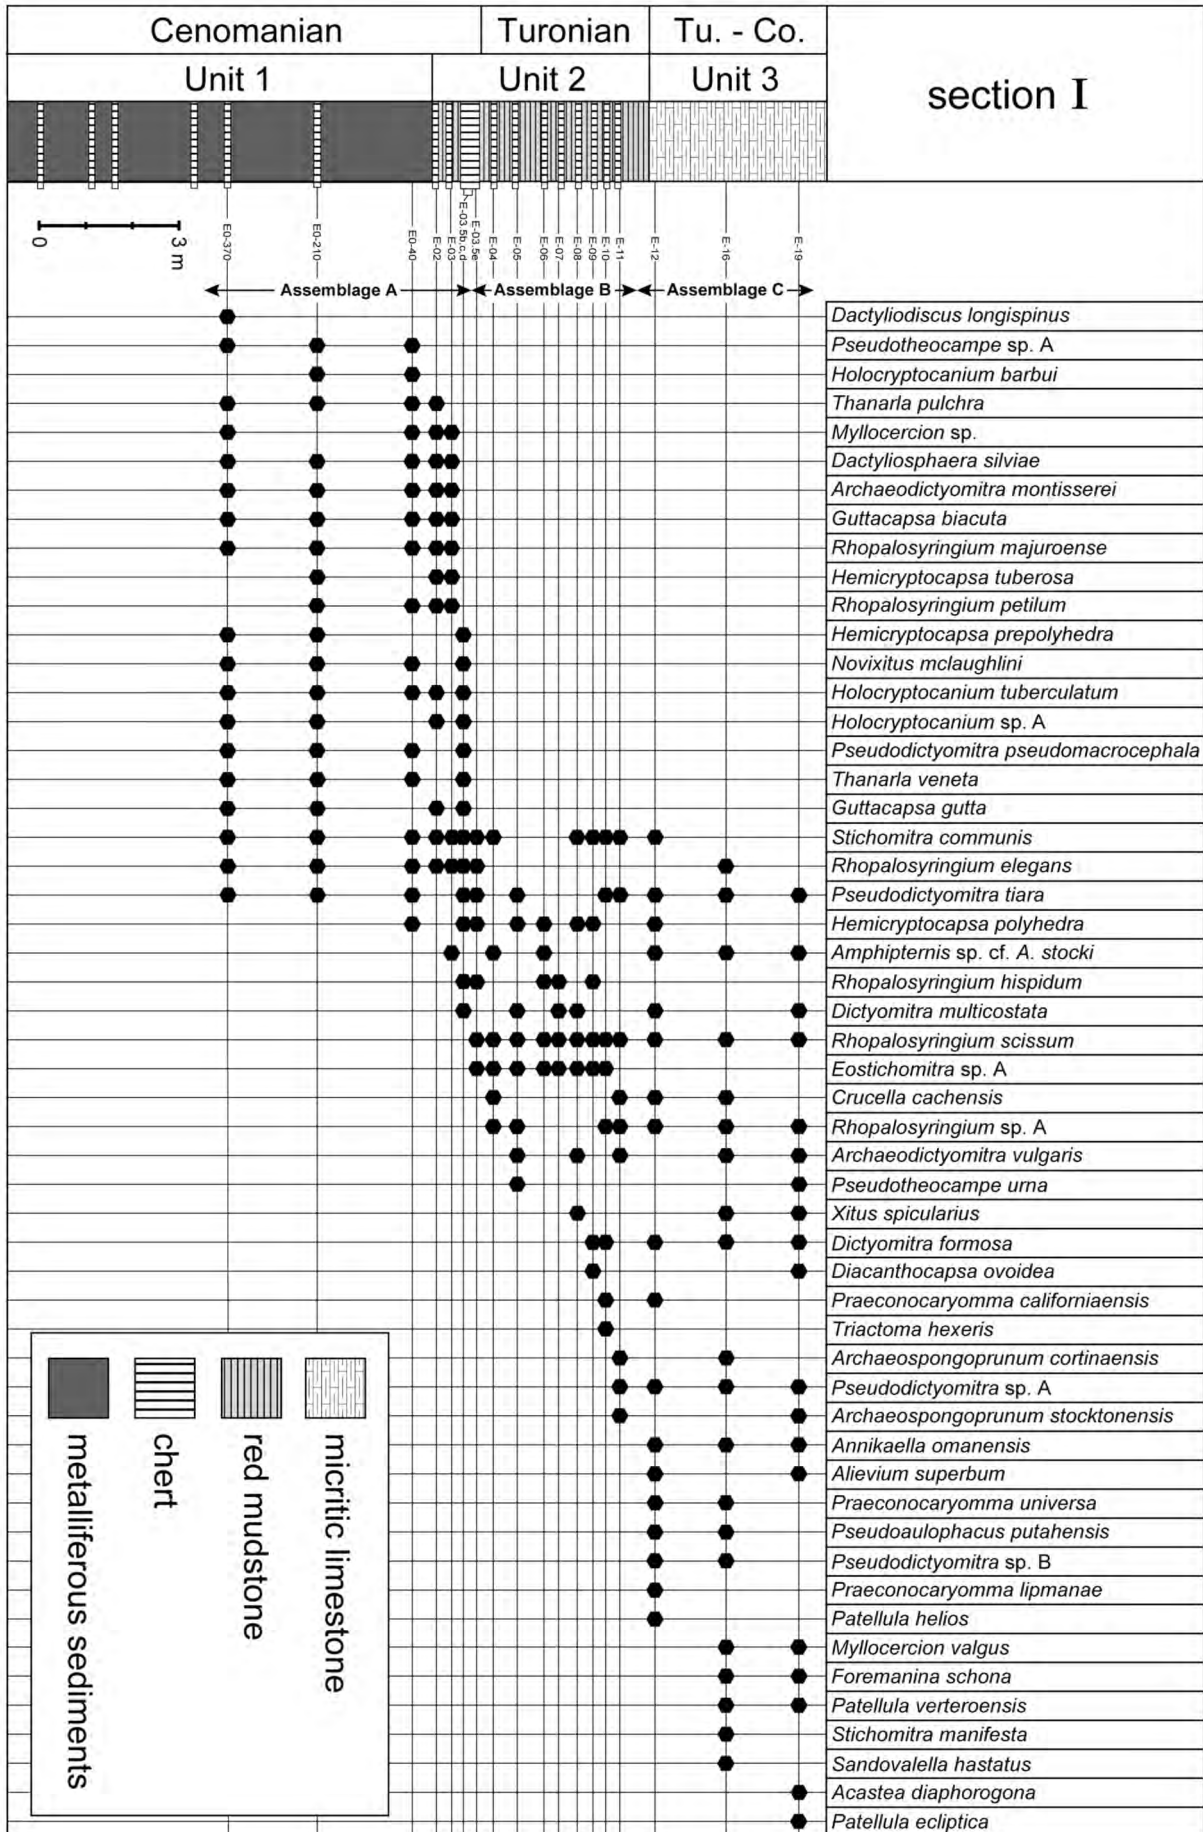 Cenomanian
Turonian
Tu. - Co.
Unit 1
Unit 2
Unit 3
section I
0
3 m
E0-370
E0-210
E0-40
E-02
E-03
E-03.5b,c,d
E-03.5e
E-04
E-05
E-06
E-07
E-08
E-09
E-10
E-11
E-12
E-16
E-19
Assemblage A
Assemblage B
Assemblage C
Dactyliodiscus longispinus
Pseudotheocampe sp. A
Holocryptocanium barbui
Thanarla pulchra
Myllocercion sp.
Dactyliosphaera silviae
Archaeodictyomitra montisserei
Guttacapsa biacuta
Rhopalosyringium majuroense
Hemicryptocapsa tuberosa
Rhopalosyringium petilum
Hemicryptocapsa prepolyhedra
Novixitus mclaughlini
Holocryptocanium tuberculatum
Holocryptocanium sp. A
Pseudodictyomitra pseudomacrocephala
Thanarla veneta
Guttacapsa gutta
Stichomitra communis
Rhopalosyringium elegans
Pseudodictyomitra tiara
Hemicryptocapsa polyhedra
Amphipternis sp. cf. A. stocki
Rhopalosyringium hispidum
Dictyomitra multicostata
Rhopalosyringium scissum
Eostichomitra sp. A
Crucella cachensis
Rhopalosyringium sp. A
Archaeodictyomitra vulgaris
Pseudotheocampe urna
Xitus spicularius
Dictyomitra formosa
Diacanthocapsa ovoidea
Praeconocaryomma californiaensis
Triactoma hexeris
Archaeospongoprunum cortinaensis
Pseudodictyomitra sp. A
Archaeospongoprunum stocktonensis
Annikaella omanensis
Alievium superbum
Praeconocaryomma universa
Pseudoaulophacus putahensis
Pseudodictyomitra sp. B
Praeconocaryomma lipmanae
Patellula helios
Myllocercion valgus
Foremanina schona
Patellula verteroensis
Stichomitra manifesta
Sandovalella hastatus
Acastea diaphorogona
Patellula ecliptica
micritic limestone
red mudstone
chert
metalliferous sediments